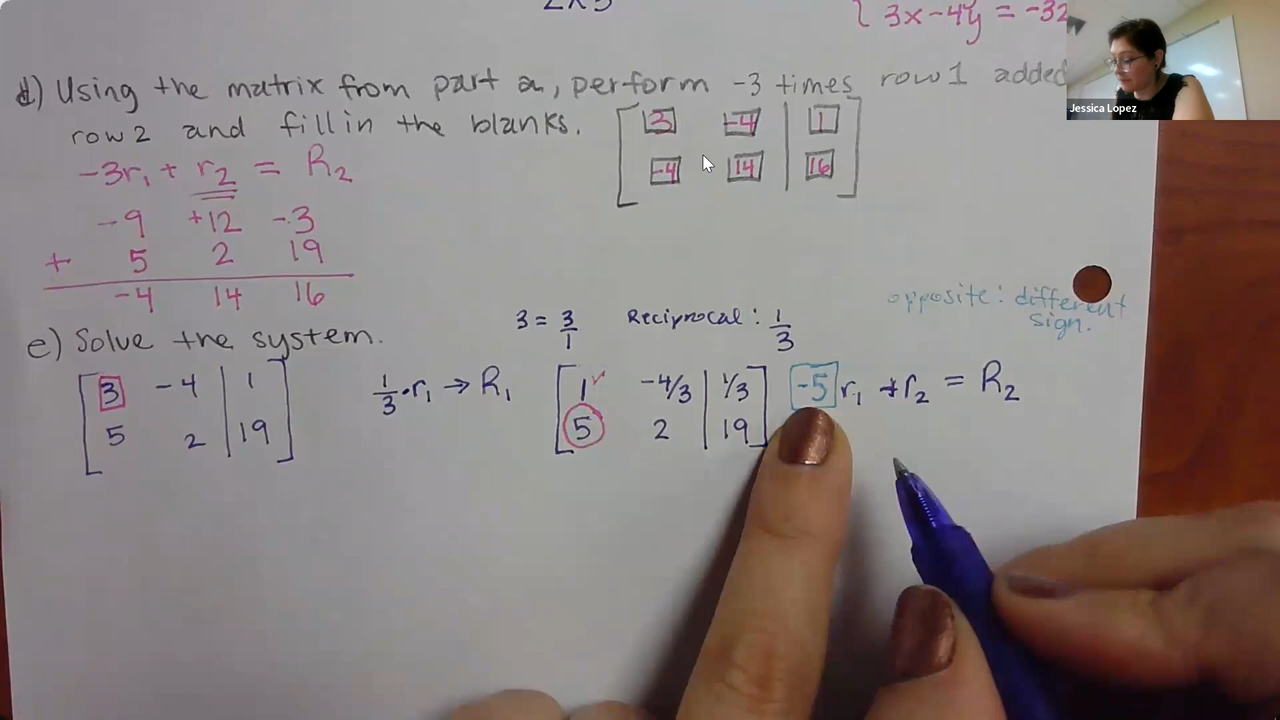 { 3x-4y = -32
d) Using the matrix from part a, perform -3 times row 1 added
row 2 and fill in the blanks.
[ 3 -4 | 1 ]
[ -4 14 | 16 ]
Jessica Lopez
-3r₁ + r₂ = R₂
-9 +12 -3
+ 5 2 19
-4 14 16
opposite: different
sign.
3 = 3/1 Reciprocal: 1/3
e) Solve the system.
[ 3 -4 | 1 ] 1/3·r₁ → R₁ [ 1 -4/3 | 1/3 ] -5 r₁ + r₂ = R₂
[ 5 2 | 19 ] [ 5 2 | 19 ]